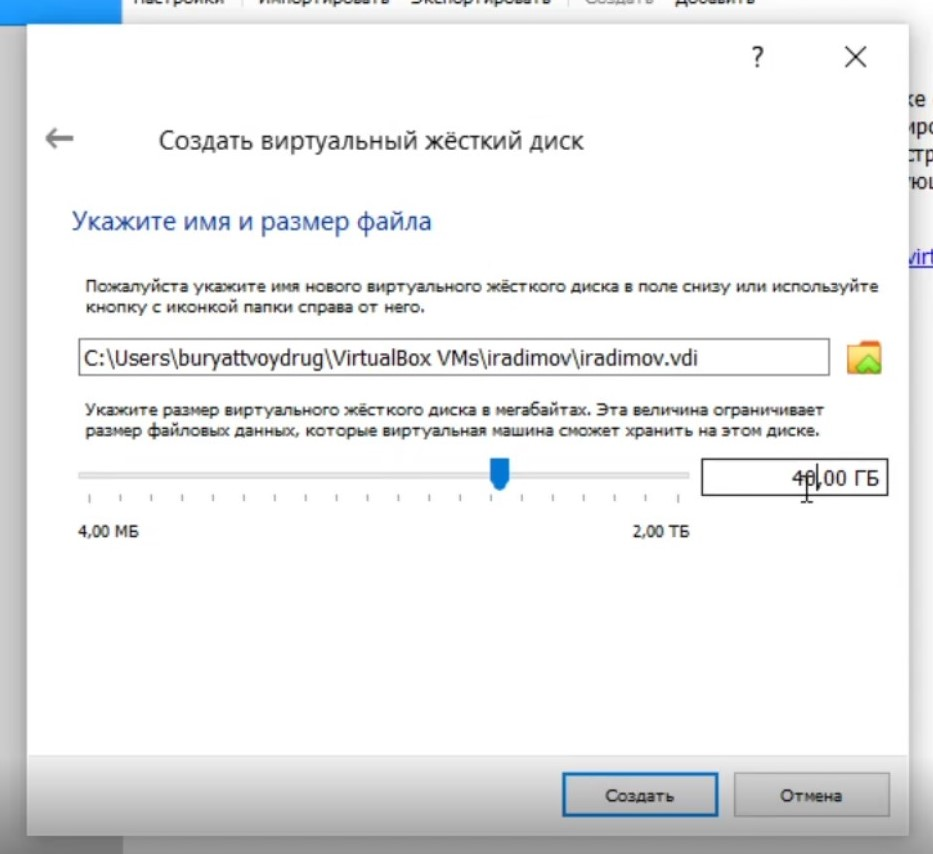 Настройки Импортировать Экспортировать Создать Добавить
?
Создать виртуальный жёсткий диск
Укажите имя и размер файла
Пожалуйста укажите имя нового виртуального жёсткого диска в поле снизу или используйте
кнопку с иконкой папки справа от него.
C:\Users\buryattvoydrug\VirtualBox VMs\iradimov\iradimov.vdi
Укажите размер виртуального жёсткого диска в мегабайтах. Эта величина ограничивает
размер файловых данных, которые виртуальная машина сможет хранить на этом диске.
40,00 ГБ
4,00 МБ 2,00 ТБ
Создать Отмена